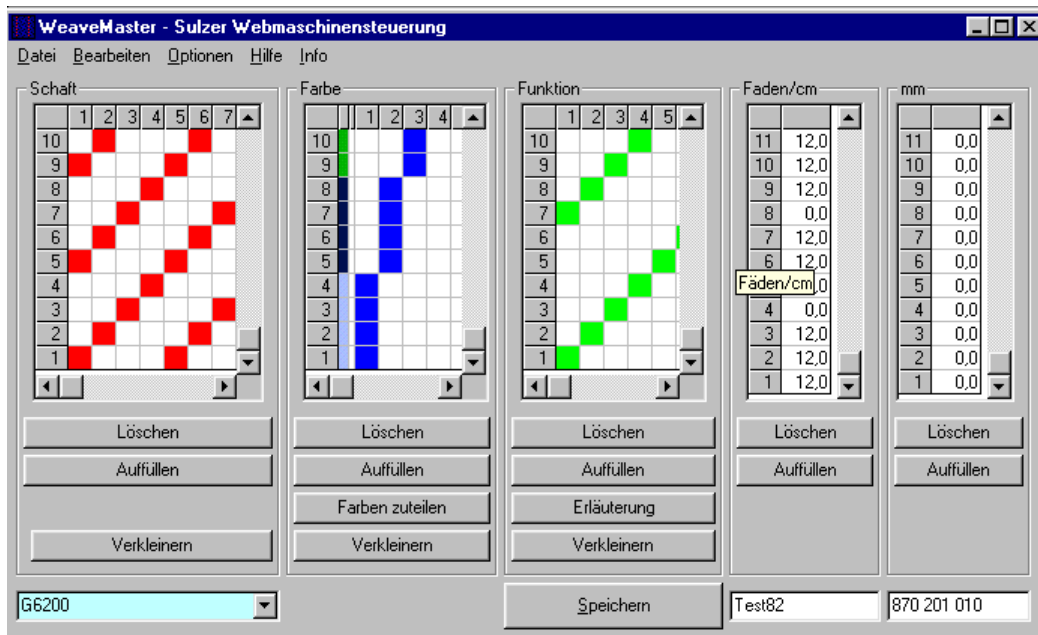 WeaveMaster - Sulzer Webmaschinensteuerung
Datei Bearbeiten Optionen Hilfe Info
Schaft Farbe Funktion Faden/cm mm
1 2 3 4 5 6 7 1 2 3 4 1 2 3 4 5
10 10 10 11 12,0 11 0,0
9 9 9 10 12,0 10 0,0
8 8 8 9 12,0 9 0,0
7 7 7 8 0,0 8 0,0
6 6 6 7 12,0 7 0,0
5 5 5 6 12,0 6 0,0
4 4 4 Fäden/cm ,0 5 0,0
3 3 3 4 0,0 4 0,0
2 2 2 3 12,0 3 0,0
1 1 1 2 12,0 2 0,0
1 12,0 1 0,0
Löschen Löschen Löschen Löschen Löschen
Auffüllen Auffüllen Auffüllen Auffüllen Auffüllen
Farben zuteilen Erläuterung
Verkleinern Verkleinern Verkleinern
G6200 Speichern Test82 870 201 010